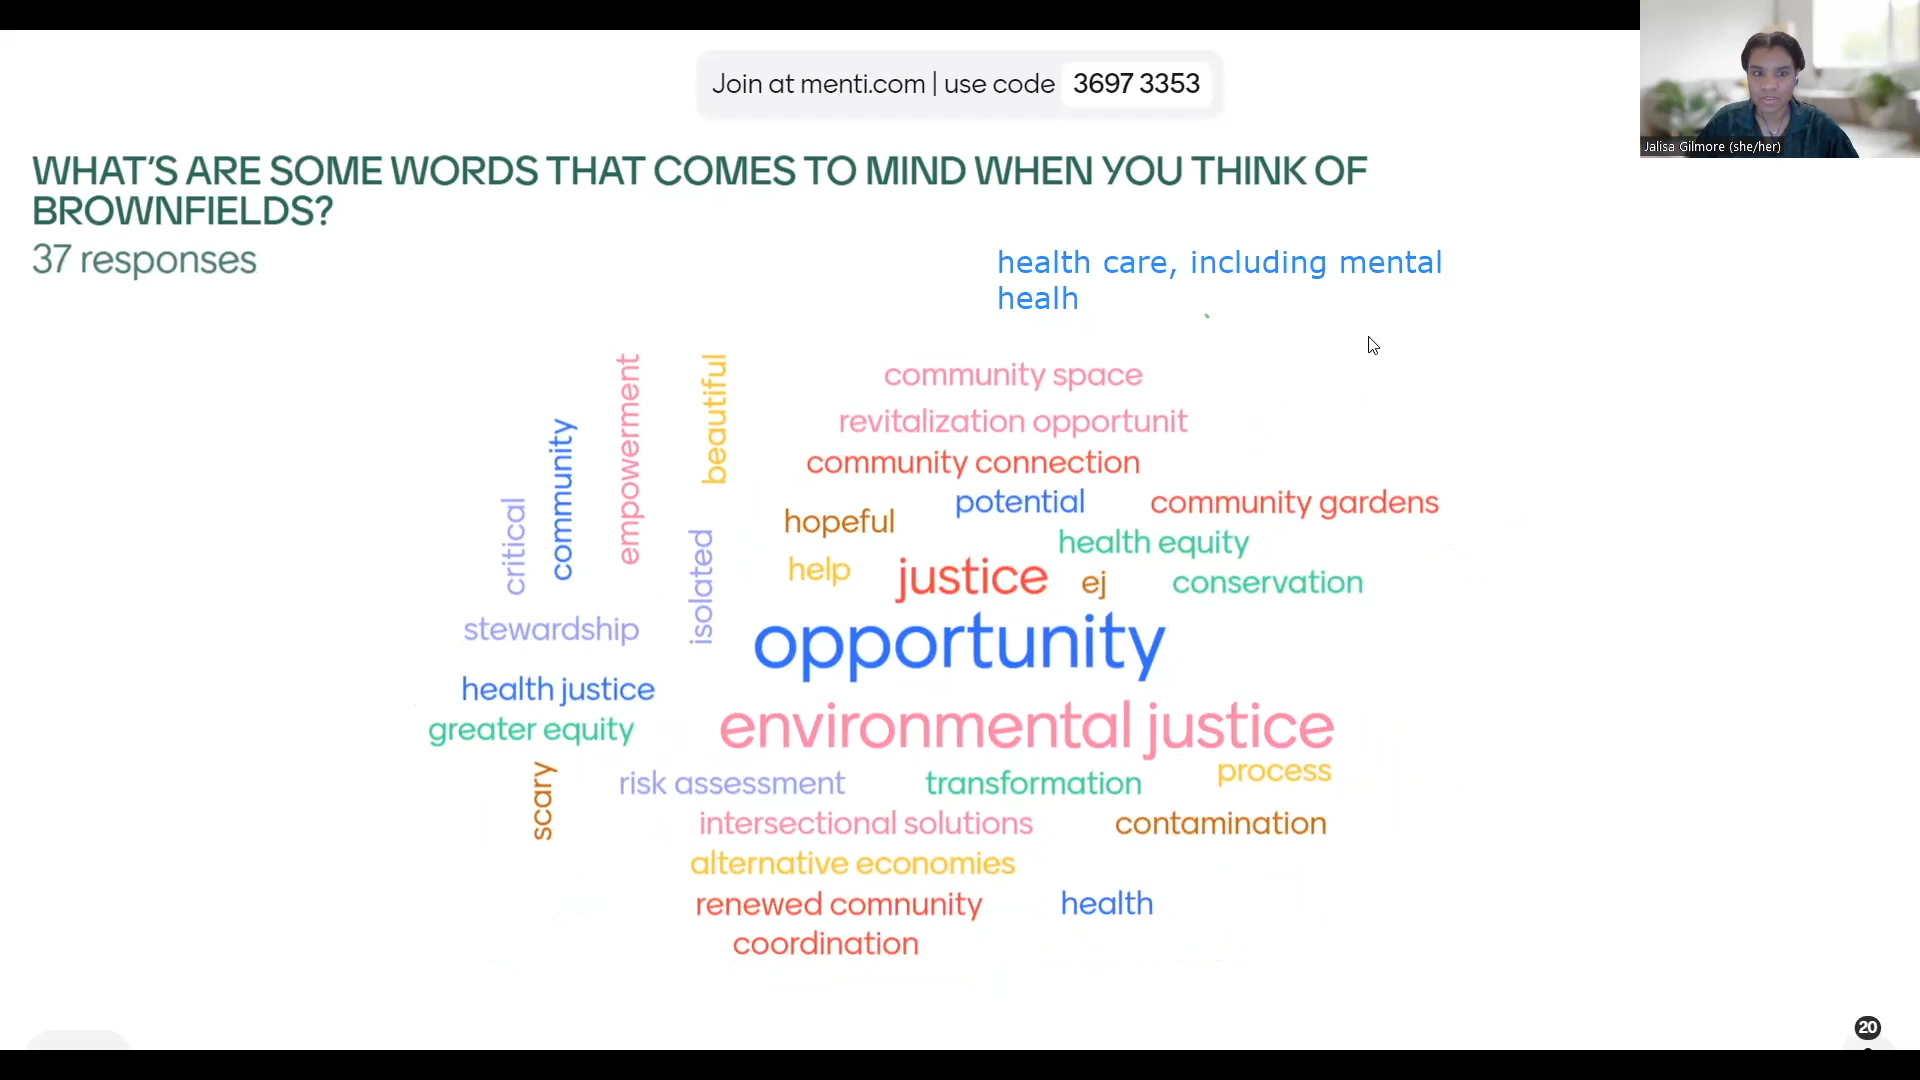 Join at menti.com | use code 3697 3353
Jalisa Gilmore (she/her)
WHAT'S ARE SOME WORDS THAT COMES TO MIND WHEN YOU THINK OF
BROWNFIELDS?
37 responses
health care, including mental
healh
critical
community
empowerment
beautiful
isolated
community space
revitalization opportunit
community connection
potential
community gardens
hopeful
health equity
help
justice
ej
conservation
stewardship
opportunity
health justice
greater equity
environmental justice
scary
risk assessment
transformation
process
intersectional solutions
contamination
alternative economies
renewed comnunity
health
coordination
20